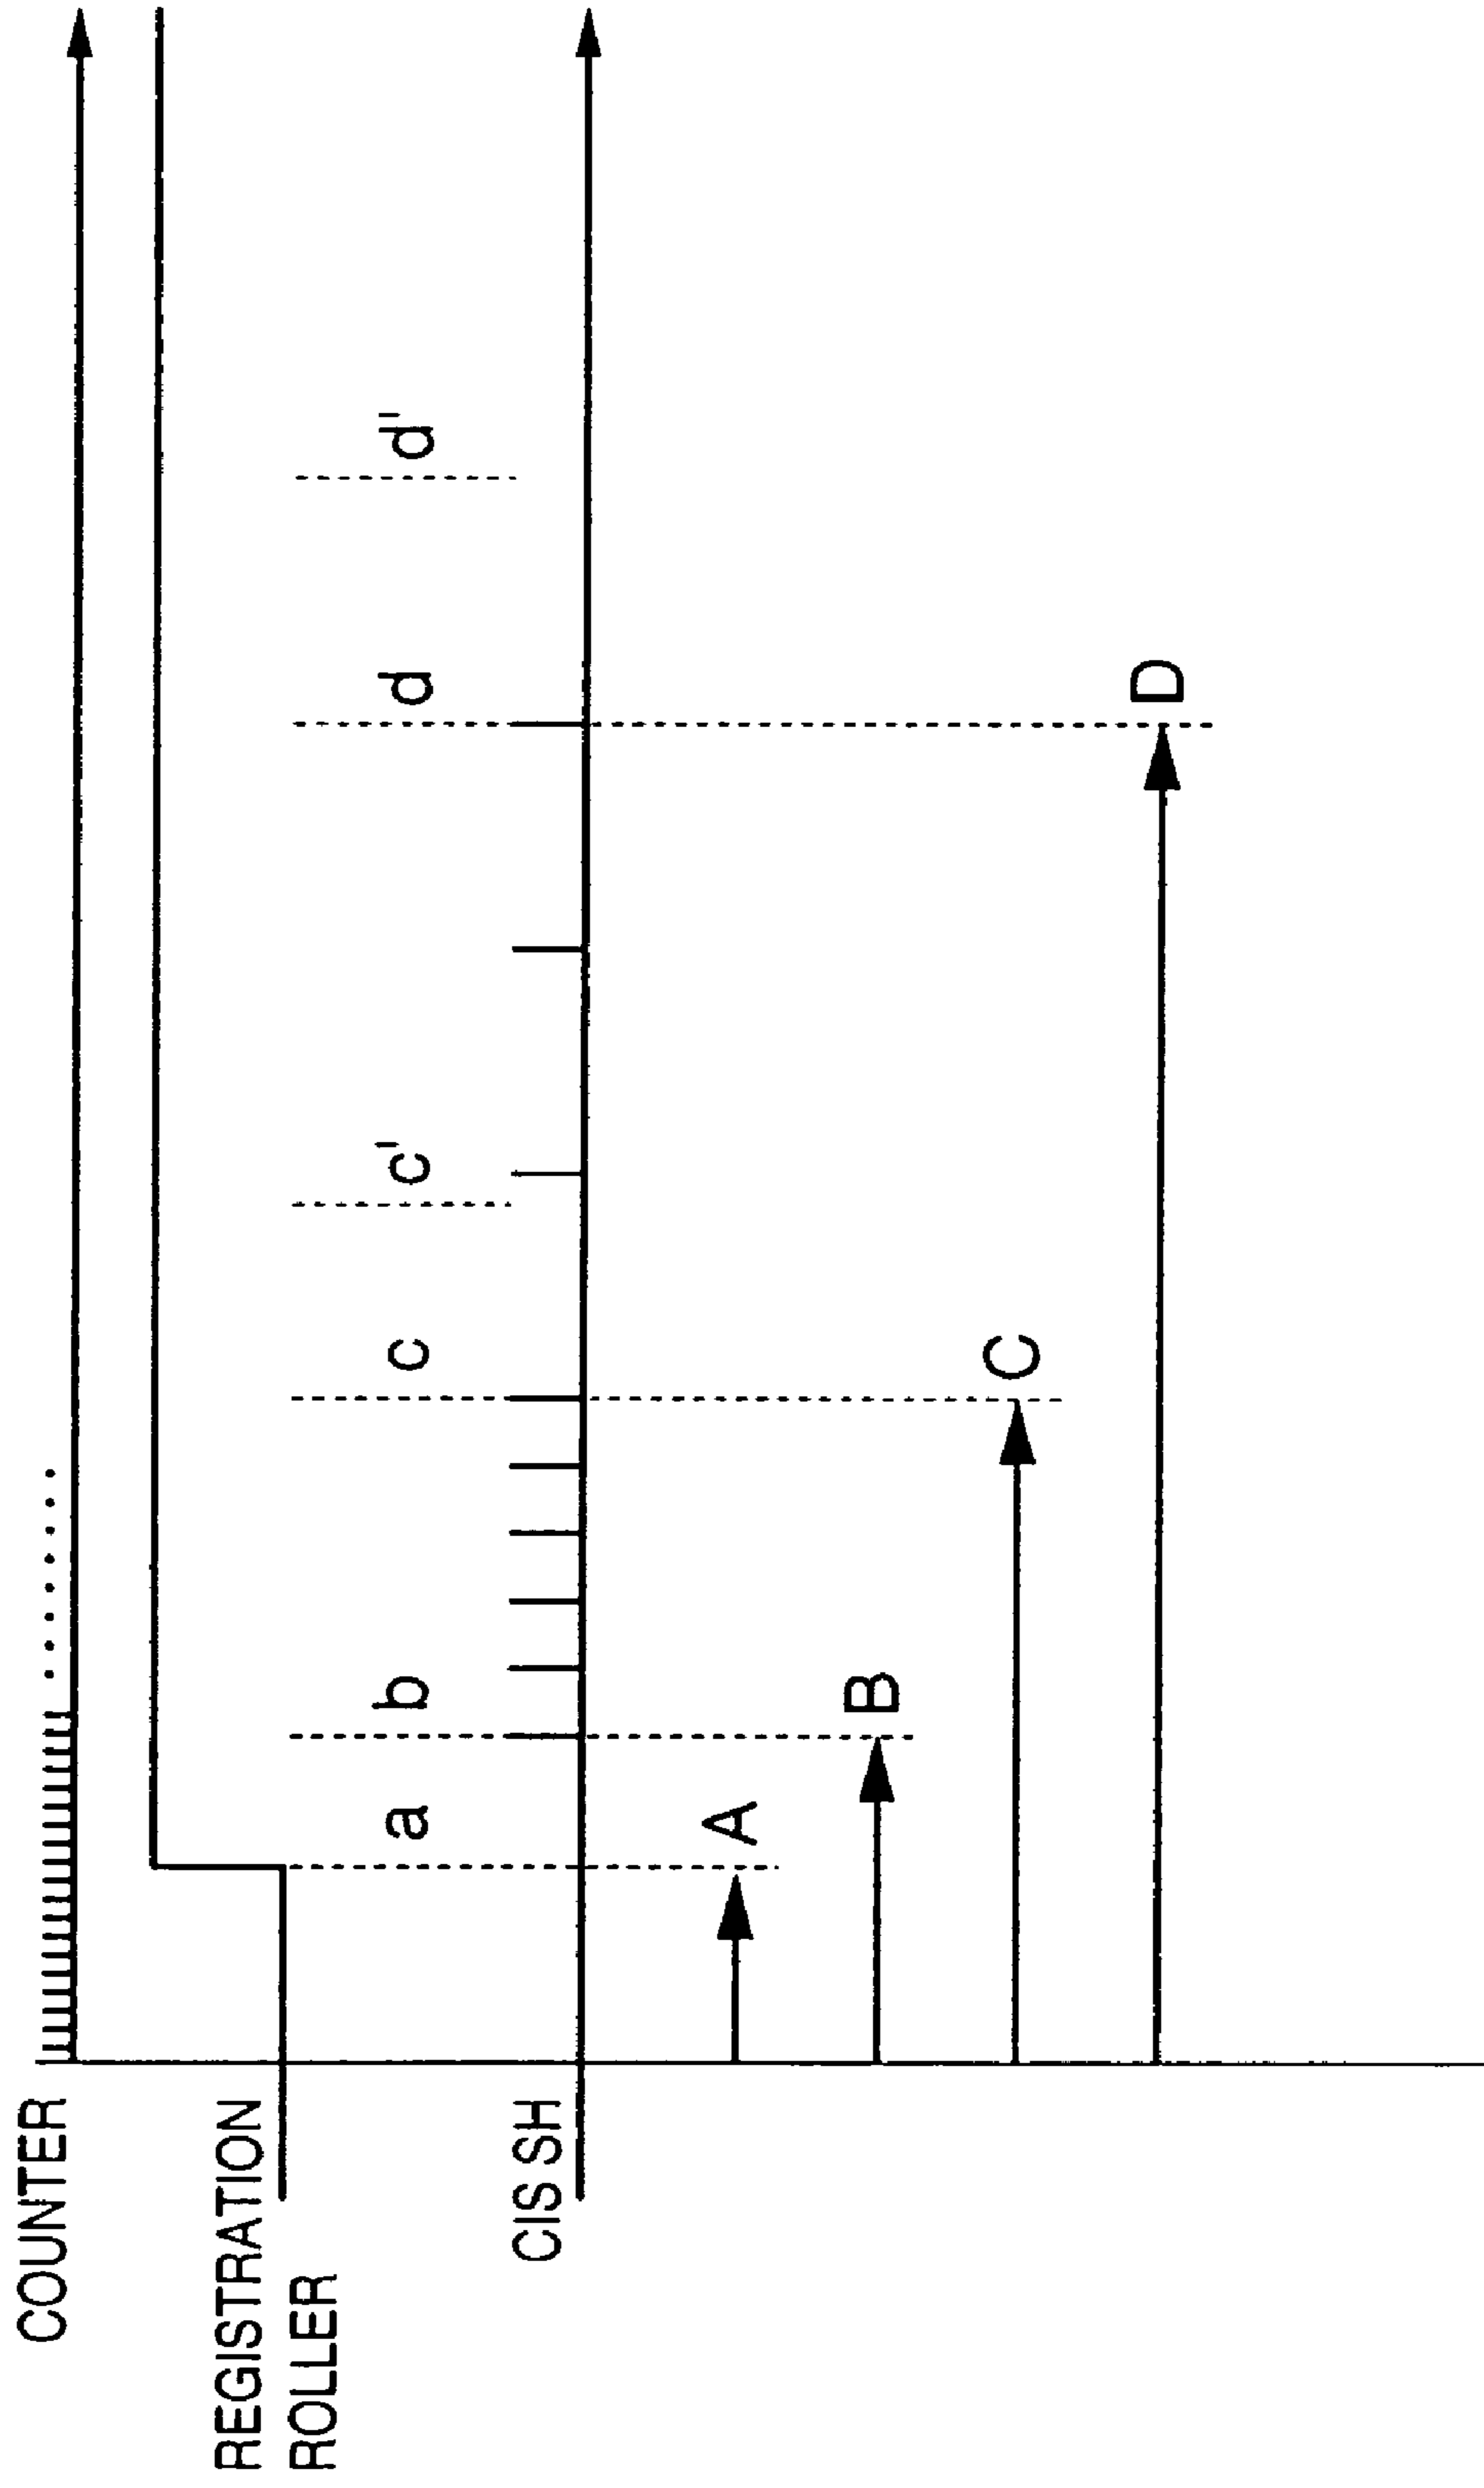 COUNTER
REGISTRATION
ROLLER
a
b
c
c'
d
d'
CIS SH
A
B
C
D